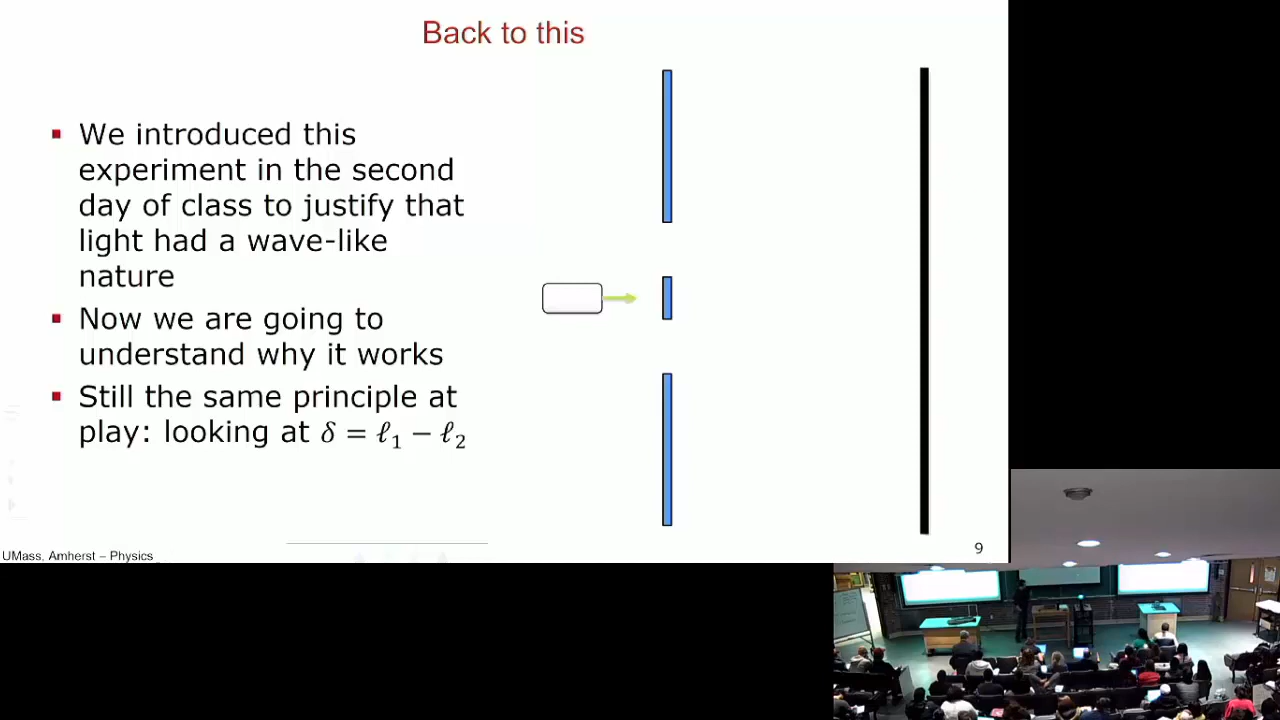 Back to this
▪ We introduced this
experiment in the second
day of class to justify that
light had a wave-like
nature
▪ Now we are going to
understand why it works
▪ Still the same principle at
play: looking at δ = ℓ₁ − ℓ₂
UMass, Amherst – Physics
9